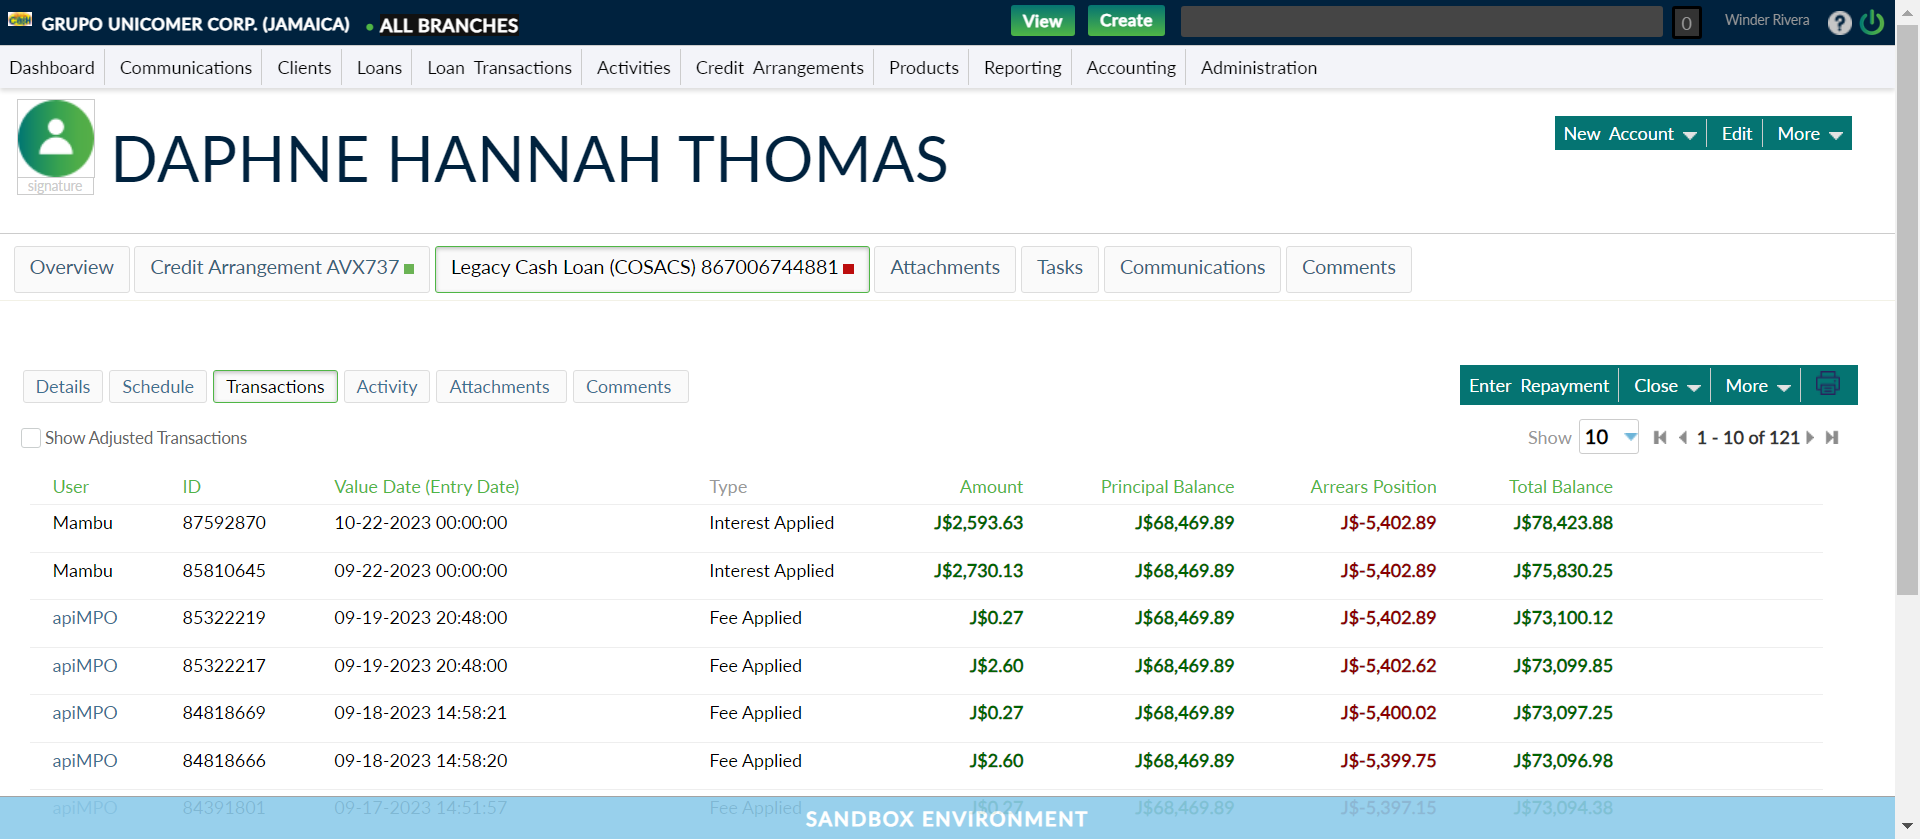 Cash GRUPO UNICOMER CORP. (JAMAICA) • ALL BRANCHES View Create 0 Winder Rivera ?
Dashboard Communications Clients Loans Loan Transactions Activities Credit Arrangements Products Reporting Accounting Administration
DAPHNE HANNAH THOMAS
New Account Edit More
signature
Overview Credit Arrangement AVX737 Legacy Cash Loan (COSACS) 867006744881 Attachments Tasks Communications Comments
Details Schedule Transactions Activity Attachments Comments Enter Repayment Close More
Show Adjusted Transactions Show 10 1 - 10 of 121
User ID Value Date (Entry Date) Type Amount Principal Balance Arrears Position Total Balance
Mambu 87592870 10-22-2023 00:00:00 Interest Applied J$2,593.63 J$68,469.89 J$-5,402.89 J$78,423.88
Mambu 85810645 09-22-2023 00:00:00 Interest Applied J$2,730.13 J$68,469.89 J$-5,402.89 J$75,830.25
apiMPO 85322219 09-19-2023 20:48:00 Fee Applied J$0.27 J$68,469.89 J$-5,402.89 J$73,100.12
apiMPO 85322217 09-19-2023 20:48:00 Fee Applied J$2.60 J$68,469.89 J$-5,402.62 J$73,099.85
apiMPO 84818669 09-18-2023 14:58:21 Fee Applied J$0.27 J$68,469.89 J$-5,400.02 J$73,097.25
apiMPO 84818666 09-18-2023 14:58:20 Fee Applied J$2.60 J$68,469.89 J$-5,399.75 J$73,096.98
apiMPO 84391801 09-17-2023 14:51:57 Fee Applied J$0.27 J$68,469.89 J$-5,397.15 J$73,094.38
SANDBOX ENVIRONMENT